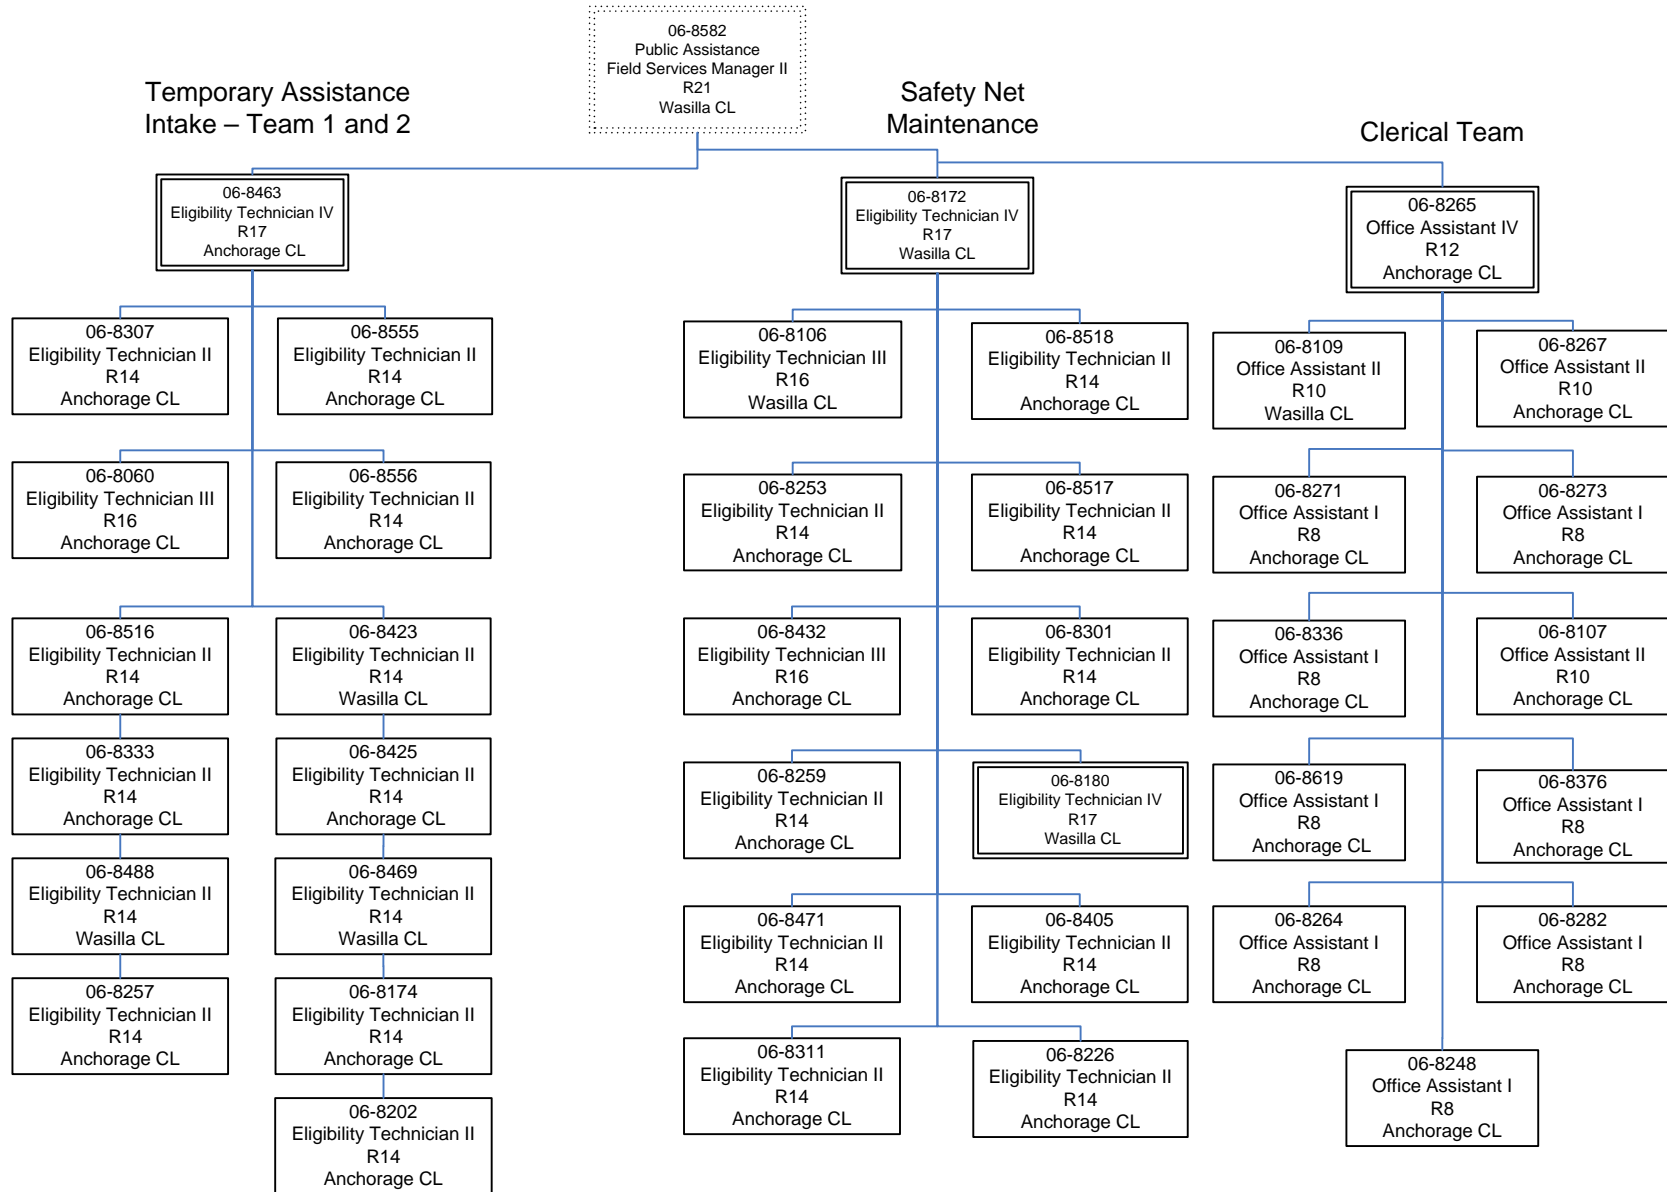 06-8582
Public Assistance
Field Services Manager II
R21
Wasilla CL
Temporary Assistance
Intake – Team 1 and 2
Safety Net
Maintenance
Clerical Team
06-8463
Eligibility Technician IV
R17
Anchorage CL
06-8172
Eligibility Technician IV
R17
Wasilla CL
06-8265
Office Assistant IV
R12
Anchorage CL
06-8307
Eligibility Technician II
R14
Anchorage CL
06-8555
Eligibility Technician II
R14
Anchorage CL
06-8106
Eligibility Technician III
R16
Wasilla CL
06-8518
Eligibility Technician II
R14
Anchorage CL
06-8109
Office Assistant II
R10
Wasilla CL
06-8267
Office Assistant II
R10
Anchorage CL
06-8060
Eligibility Technician III
R16
Anchorage CL
06-8556
Eligibility Technician II
R14
Anchorage CL
06-8253
Eligibility Technician II
R14
Anchorage CL
06-8517
Eligibility Technician II
R14
Anchorage CL
06-8271
Office Assistant I
R8
Anchorage CL
06-8273
Office Assistant I
R8
Anchorage CL
06-8516
Eligibility Technician II
R14
Anchorage CL
06-8423
Eligibility Technician II
R14
Wasilla CL
06-8432
Eligibility Technician III
R16
Anchorage CL
06-8301
Eligibility Technician II
R14
Anchorage CL
06-8336
Office Assistant I
R8
Anchorage CL
06-8107
Office Assistant II
R10
Anchorage CL
06-8333
Eligibility Technician II
R14
Anchorage CL
06-8425
Eligibility Technician II
R14
Anchorage CL
06-8259
Eligibility Technician II
R14
Anchorage CL
06-8180
Eligibility Technician IV
R17
Wasilla CL
06-8619
Office Assistant I
R8
Anchorage CL
06-8376
Office Assistant I
R8
Anchorage CL
06-8488
Eligibility Technician II
R14
Wasilla CL
06-8469
Eligibility Technician II
R14
Wasilla CL
06-8471
Eligibility Technician II
R14
Anchorage CL
06-8405
Eligibility Technician II
R14
Anchorage CL
06-8264
Office Assistant I
R8
Anchorage CL
06-8282
Office Assistant I
R8
Anchorage CL
06-8257
Eligibility Technician II
R14
Anchorage CL
06-8174
Eligibility Technician II
R14
Anchorage CL
06-8311
Eligibility Technician II
R14
Anchorage CL
06-8226
Eligibility Technician II
R14
Anchorage CL
06-8248
Office Assistant I
R8
Anchorage CL
06-8202
Eligibility Technician II
R14
Anchorage CL